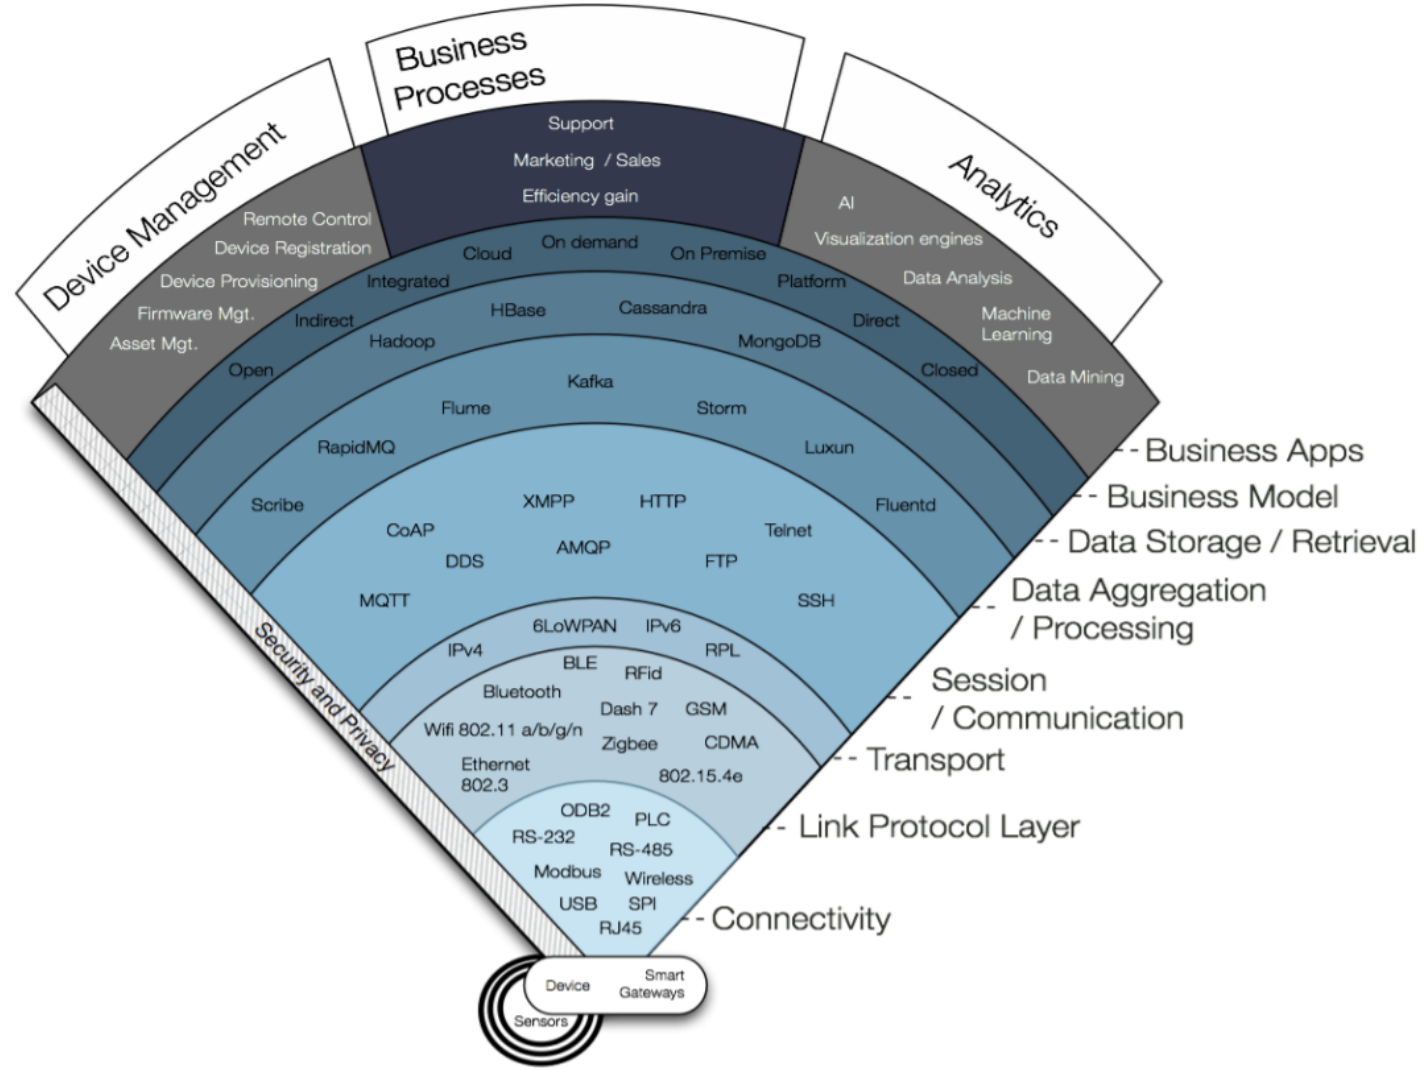 Business
Processes
Device Management
Analytics
Support
Marketing / Sales
Efficiency gain
Remote Control
Device Registration
Device Provisioning
Firmware Mgt.
Asset Mgt.
AI
Visualization engines
Data Analysis
Machine
Learning
Data Mining
Open
Indirect
Integrated
Cloud
On demand
On Premise
Platform
Direct
Closed
Hadoop
HBase
Cassandra
MongoDB
Scribe
RapidMQ
Flume
Kafka
Storm
Luxun
Fluentd
XMPP
HTTP
CoAP
Telnet
AMQP
DDS
FTP
MQTT
SSH
IPv4
6LoWPAN
IPv6
RPL
BLE
RFid
Bluetooth
Dash 7
GSM
Wifi 802.11 a/b/g/n
Zigbee
CDMA
Ethernet
802.3
802.15.4e
ODB2
PLC
RS-232
RS-485
Modbus
Wireless
USB
SPI
RJ45
Security and Privacy
Device
Smart
Gateways
Sensors
Business Apps
Business Model
Data Storage / Retrieval
Data Aggregation
/ Processing
Session
/ Communication
Transport
Link Protocol Layer
Connectivity